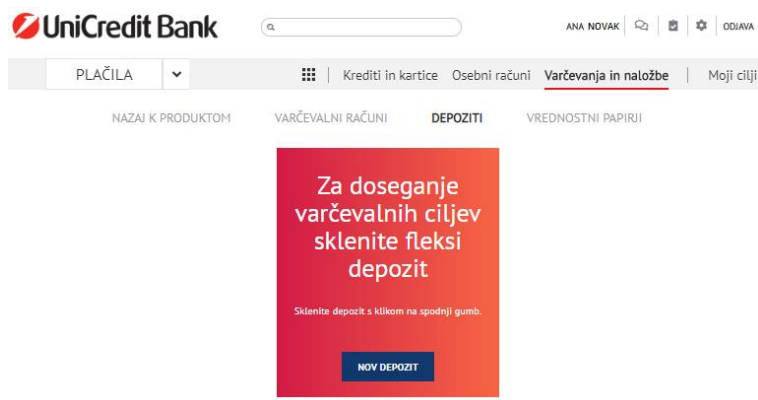 UniCredit Bank
ANA NOVAK
ODJAVA
PLAČILA
Krediti in kartice Osebni računi Varčevanja in naložbe Moji cilji
NAZAJ K PRODUKTOM VARČEVALNI RAČUNI DEPOZITI VREDNOSTNI PAPIRJI
Za doseganje
varčevalnih ciljev
sklenite fleksi
depozit
Sklenite depozit s klikom na spodnji gumb.
NOV DEPOZIT